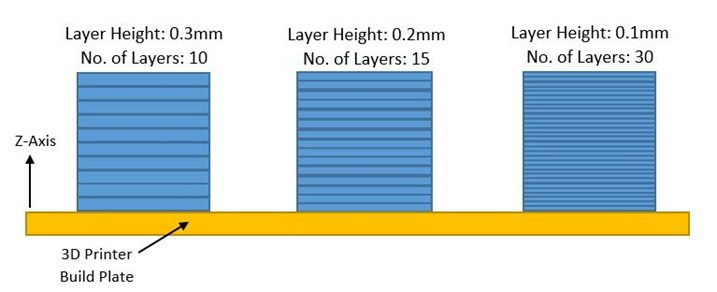 Layer Height: 0.3mm
No. of Layers: 10
Layer Height: 0.2mm
No. of Layers: 15
Layer Height: 0.1mm
No. of Layers: 30
Z-Axis
3D Printer
Build Plate